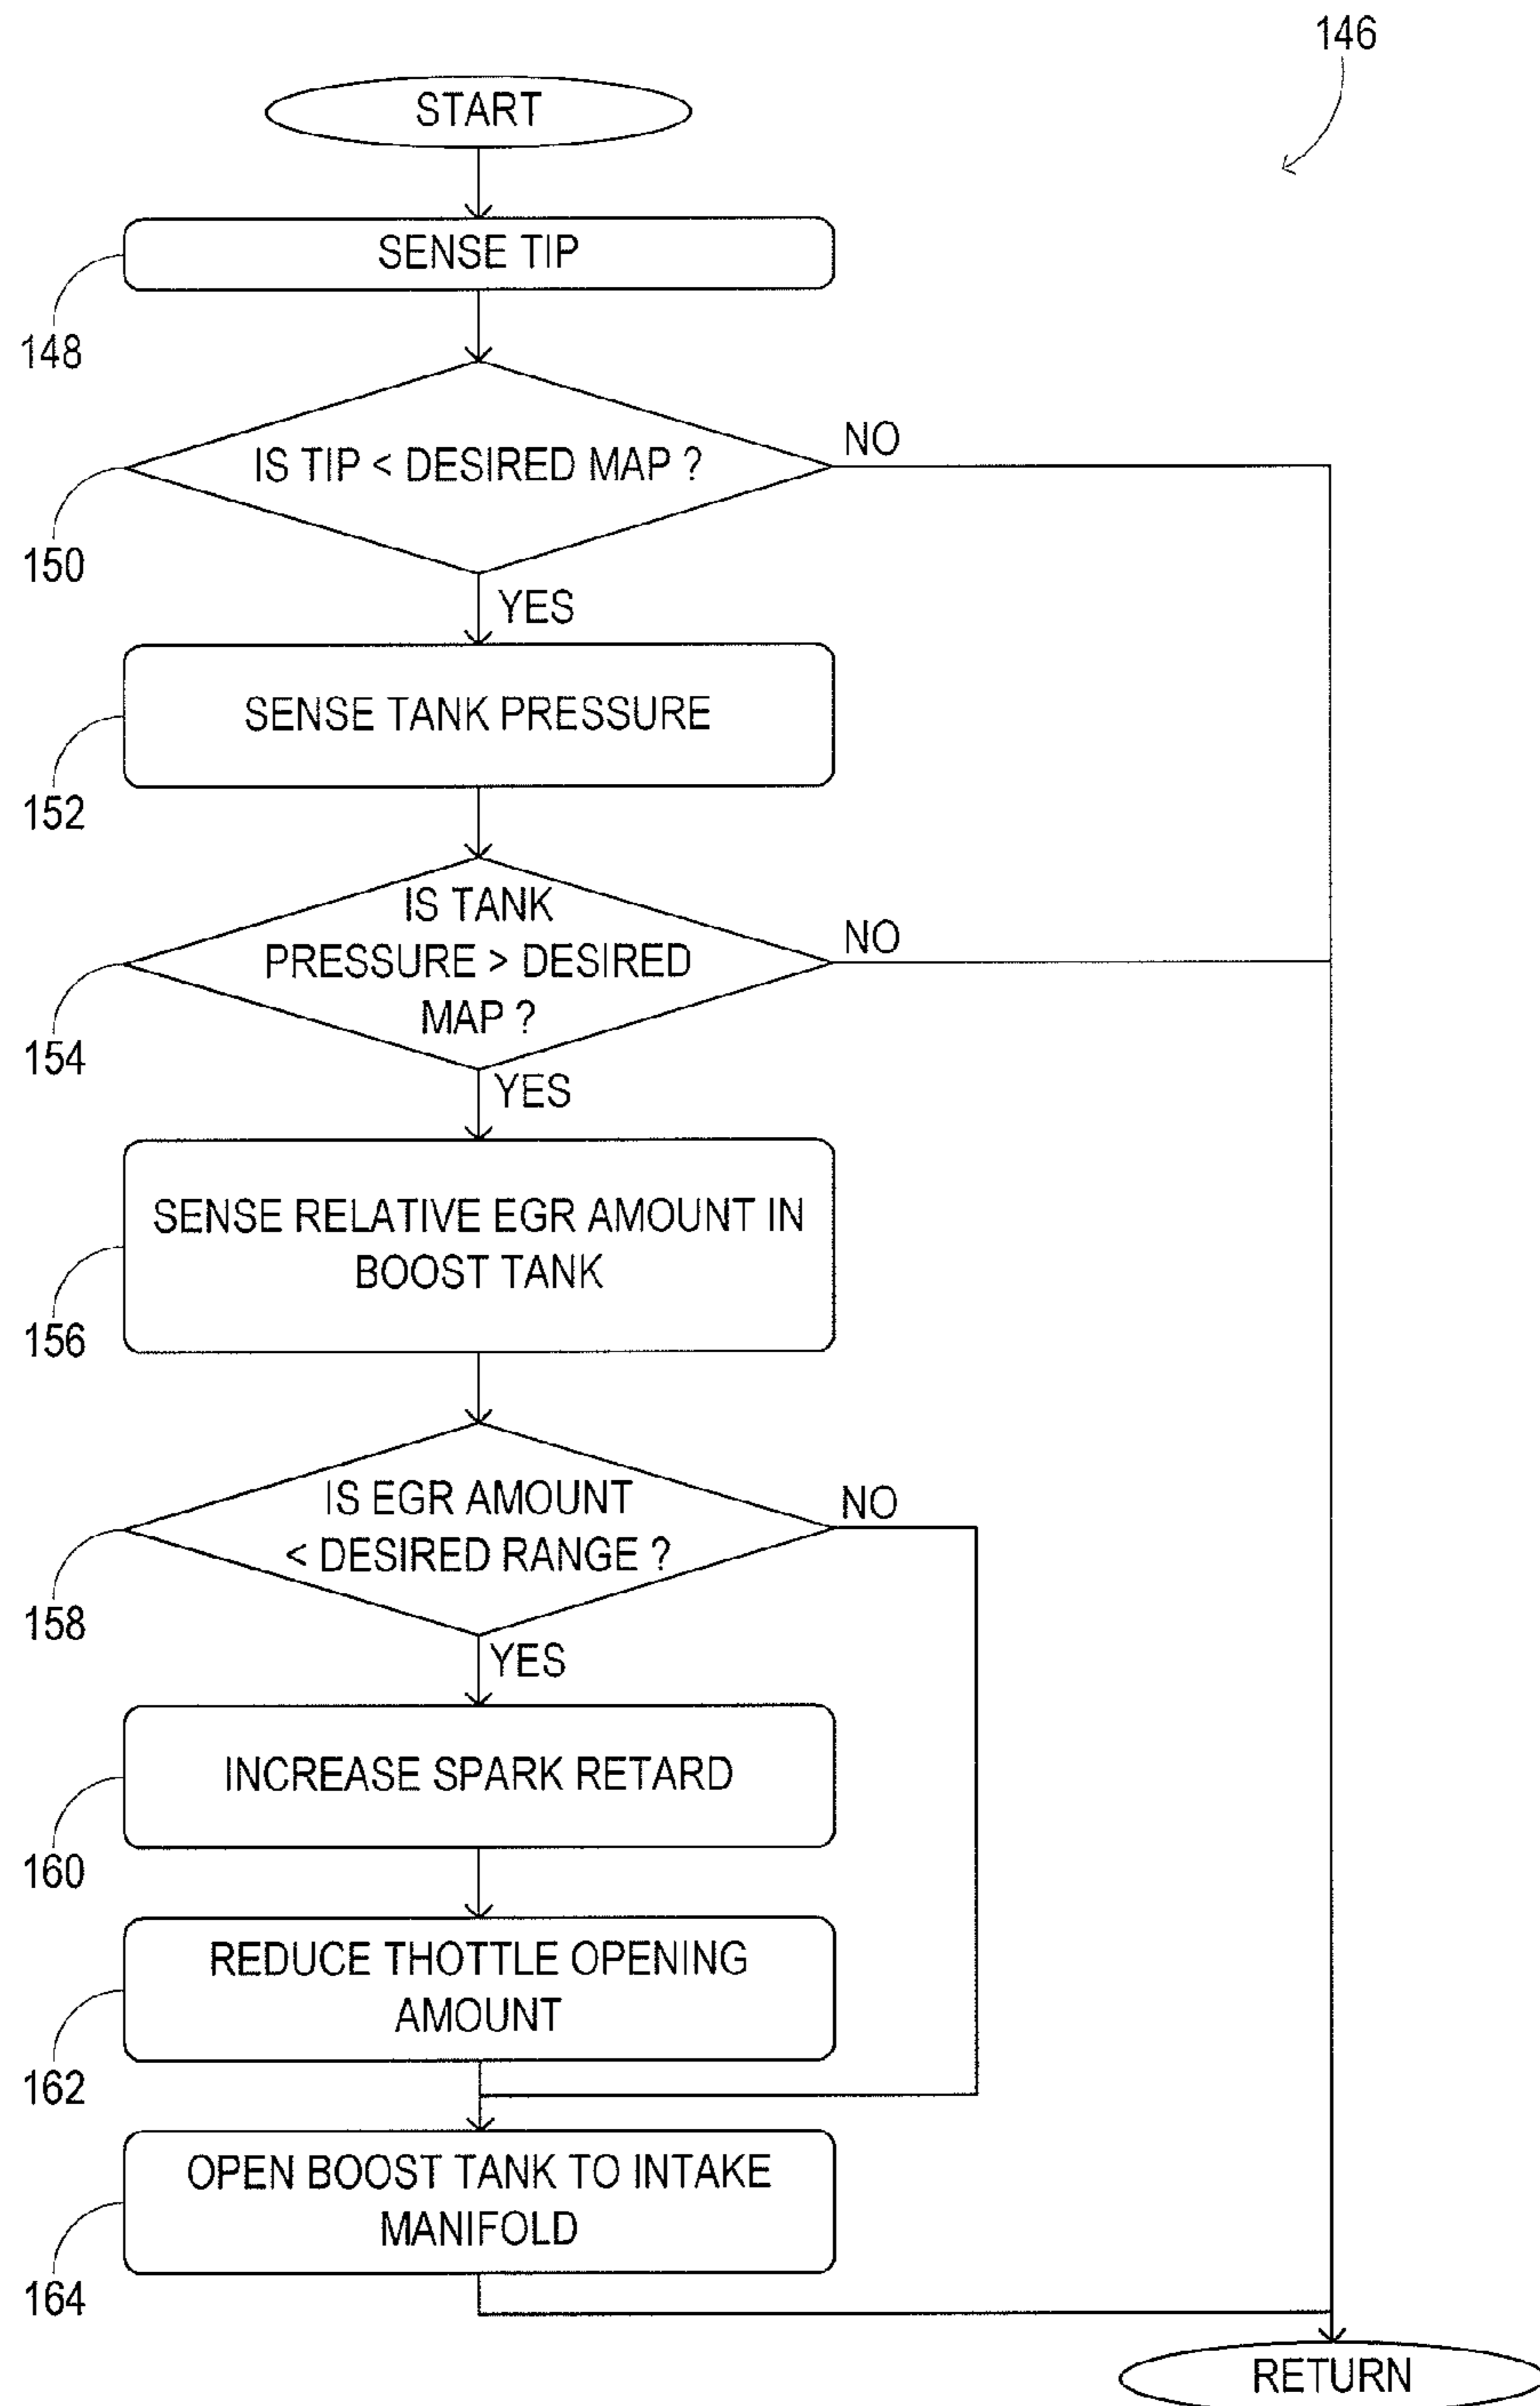 146
START
SENSE TIP
148
IS TIP < DESIRED MAP ?
NO
150
YES
SENSE TANK PRESSURE
152
IS TANK
PRESSURE > DESIRED
MAP ?
NO
154
YES
SENSE RELATIVE EGR AMOUNT IN
BOOST TANK
156
IS EGR AMOUNT
< DESIRED RANGE ?
NO
158
YES
INCREASE SPARK RETARD
160
REDUCE THOTTLE OPENING
AMOUNT
162
OPEN BOOST TANK TO INTAKE
MANIFOLD
164
RETURN